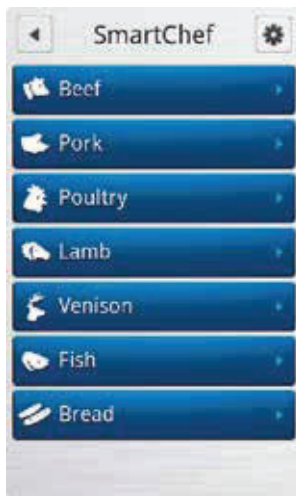 SmartChef
Beef
Pork
Poultry
Lamb
Venison
Fish
Bread